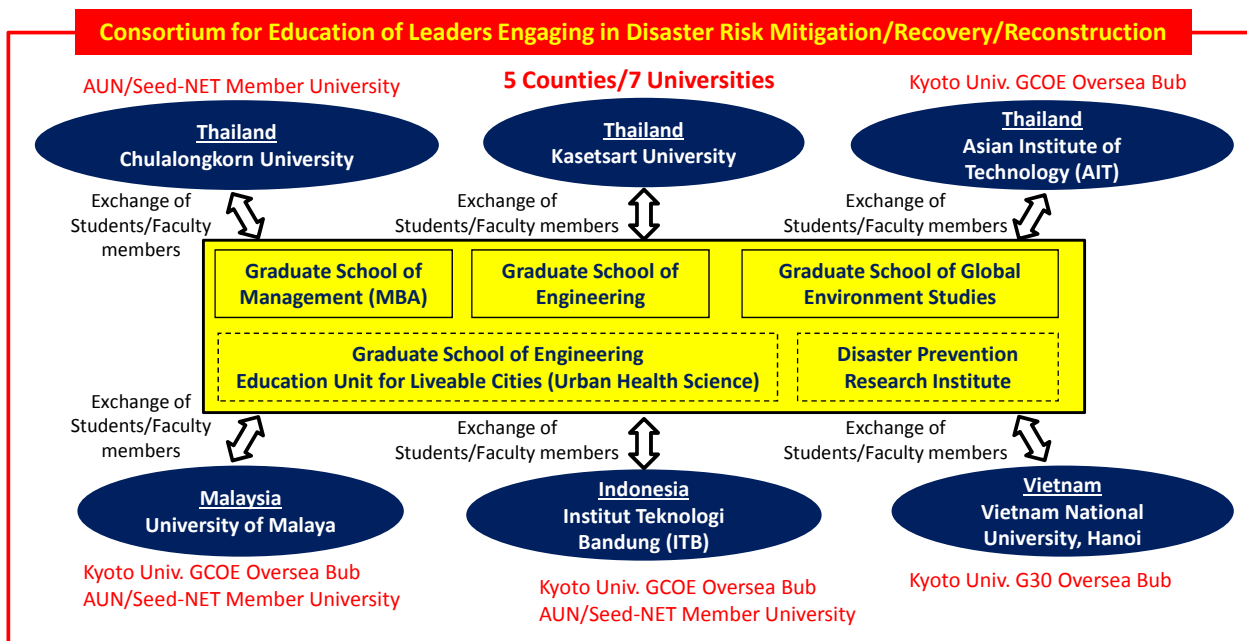 Consortium for Education of Leaders Engaging in Disaster Risk Mitigation/Recovery/Reconstruction
AUN/Seed-NET Member University
5 Counties/7 Universities
Kyoto Univ. GCOE Oversea Bub
Thailand
Chulalongkorn University
Thailand
Kasetsart University
Thailand
Asian Institute of
Technology (AIT)
Exchange of
Students/Faculty
members
Exchange of
Students/Faculty members
Exchange of
Students/Faculty members
Graduate School of
Management (MBA)
Graduate School of
Engineering
Graduate School of Global
Environment Studies
Graduate School of Engineering
Education Unit for Liveable Cities (Urban Health Science)
Disaster Prevention
Research Institute
Exchange of
Students/Faculty
members
Exchange of
Students/Faculty members
Exchange of
Students/Faculty members
Malaysia
University of Malaya
Indonesia
Institut Teknologi
Bandung (ITB)
Vietnam
Vietnam National
University, Hanoi
Kyoto Univ. GCOE Oversea Bub
AUN/Seed-NET Member University
Kyoto Univ. GCOE Oversea Bub
AUN/Seed-NET Member University
Kyoto Univ. G30 Oversea Bub